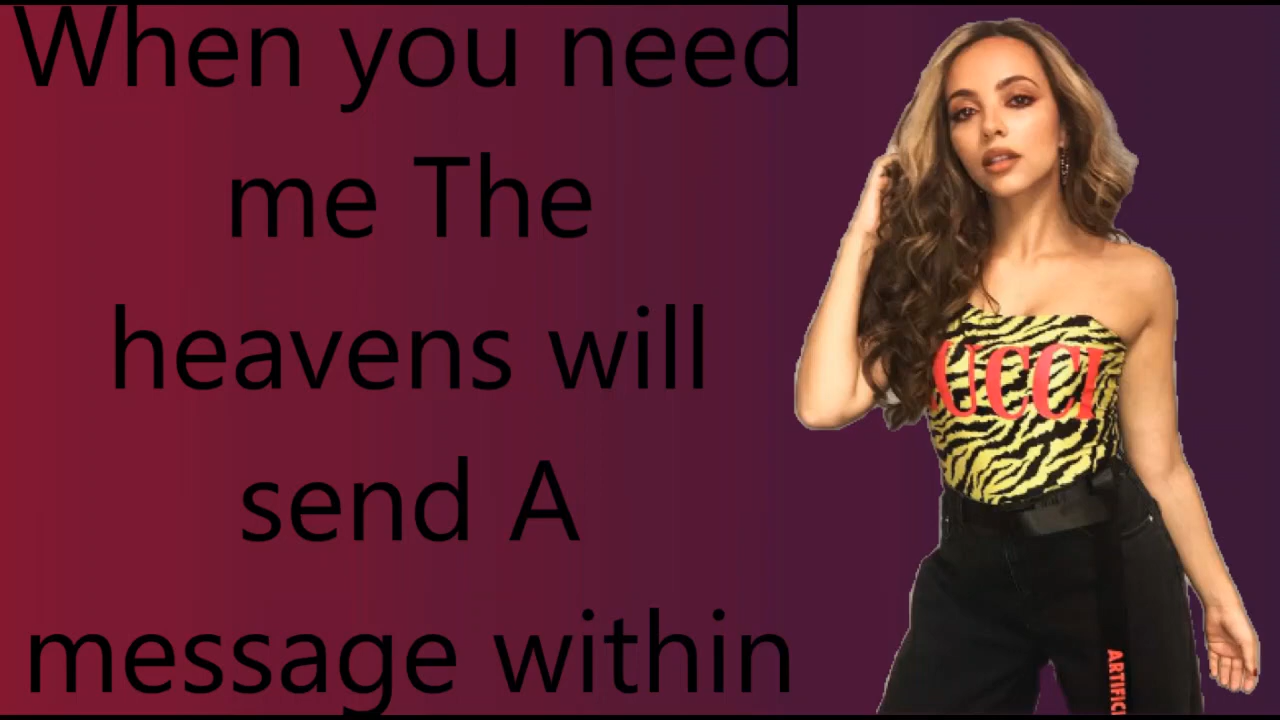 When you need
me The
heavens will
send A
message within
UCCI
ARTIFICI